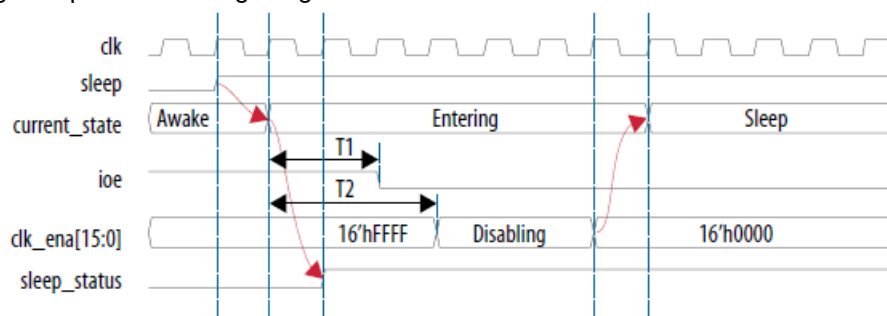 clk
sleep
current_state Awake Entering Sleep
T1
ioe
T2
clk_ena[15:0] 16'hFFFF Disabling 16'h0000
sleep_status